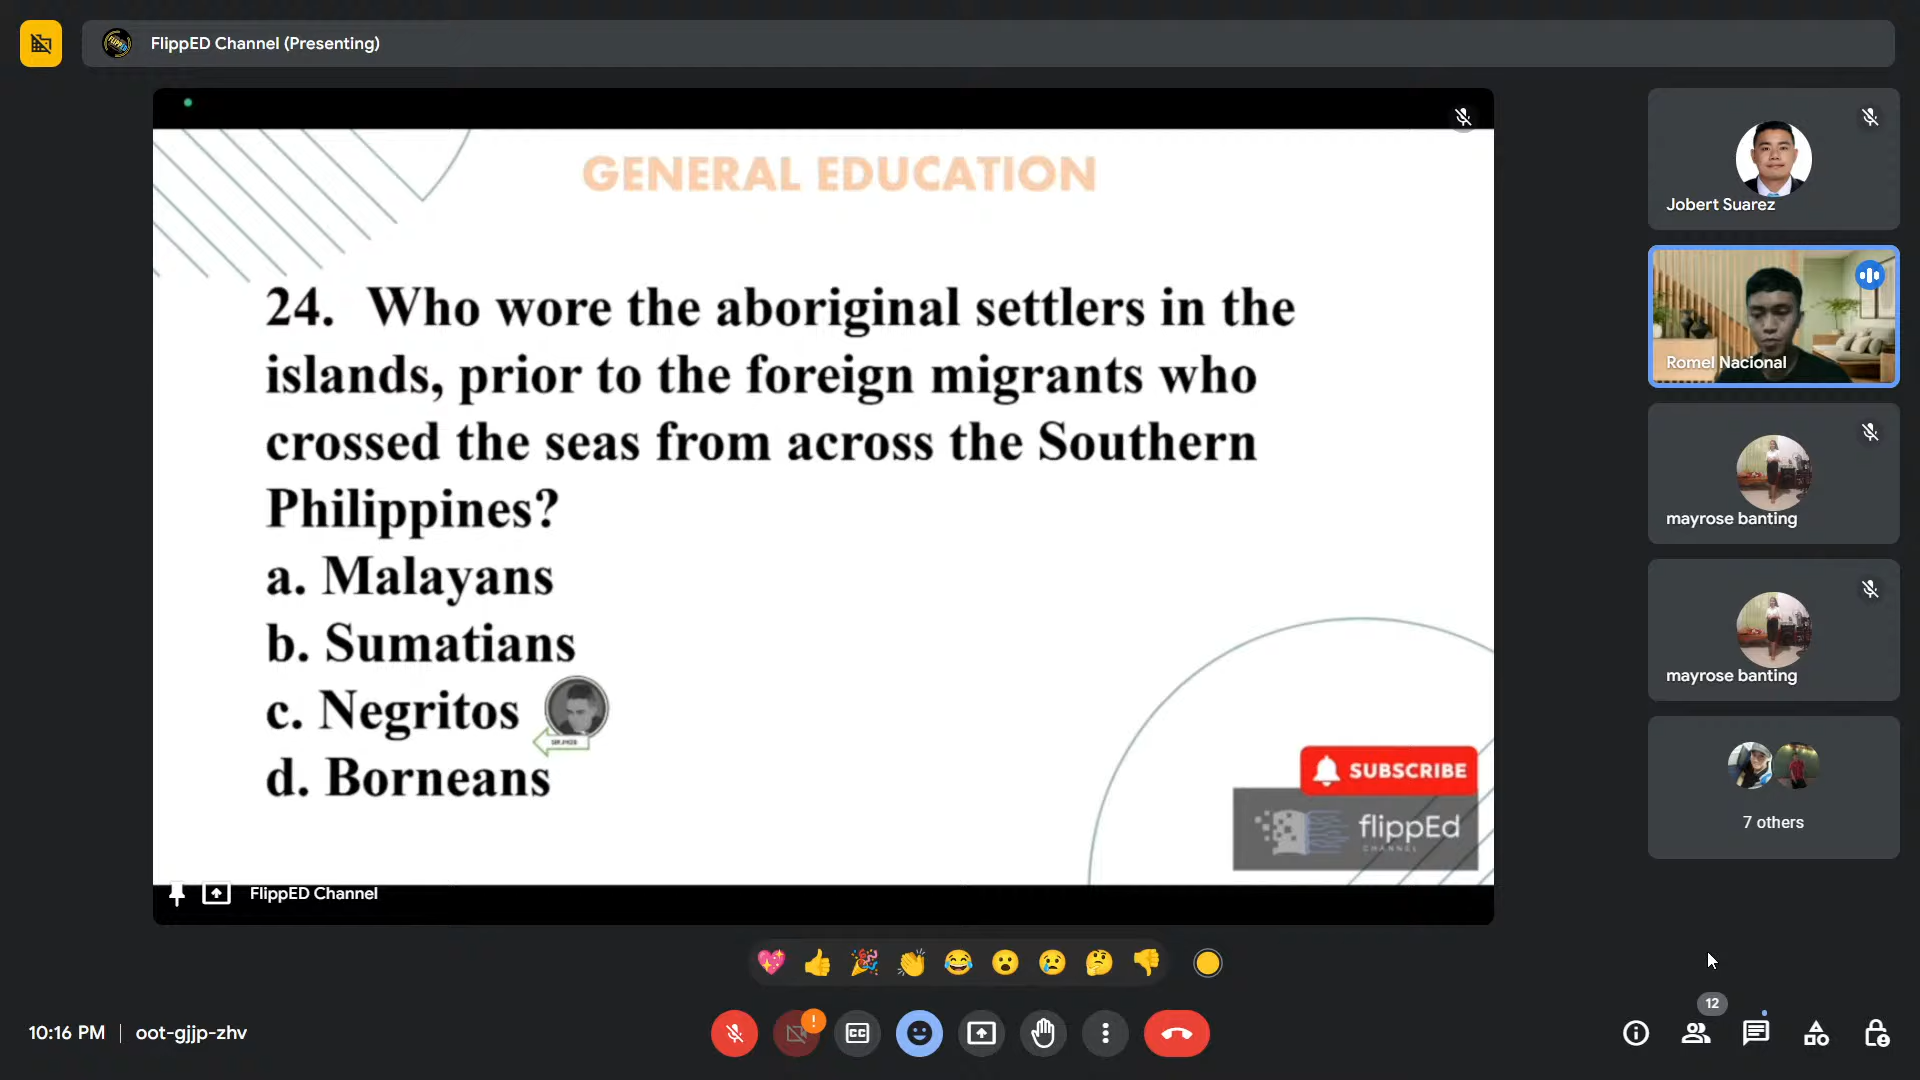 FlippED Channel (Presenting)
GENERAL EDUCATION
24. Who wore the aboriginal settlers in the
islands, prior to the foreign migrants who
crossed the seas from across the Southern
Philippines?
a. Malayans
b. Sumatians
c. Negritos
d. Borneans
SUBSCRIBE
flippEd
CHANNEL
FlippED Channel
Jobert Suarez
Romel Nacional
mayrose banting
mayrose banting
7 others
10:16 PM | oot-gjjp-zhv
CC
12